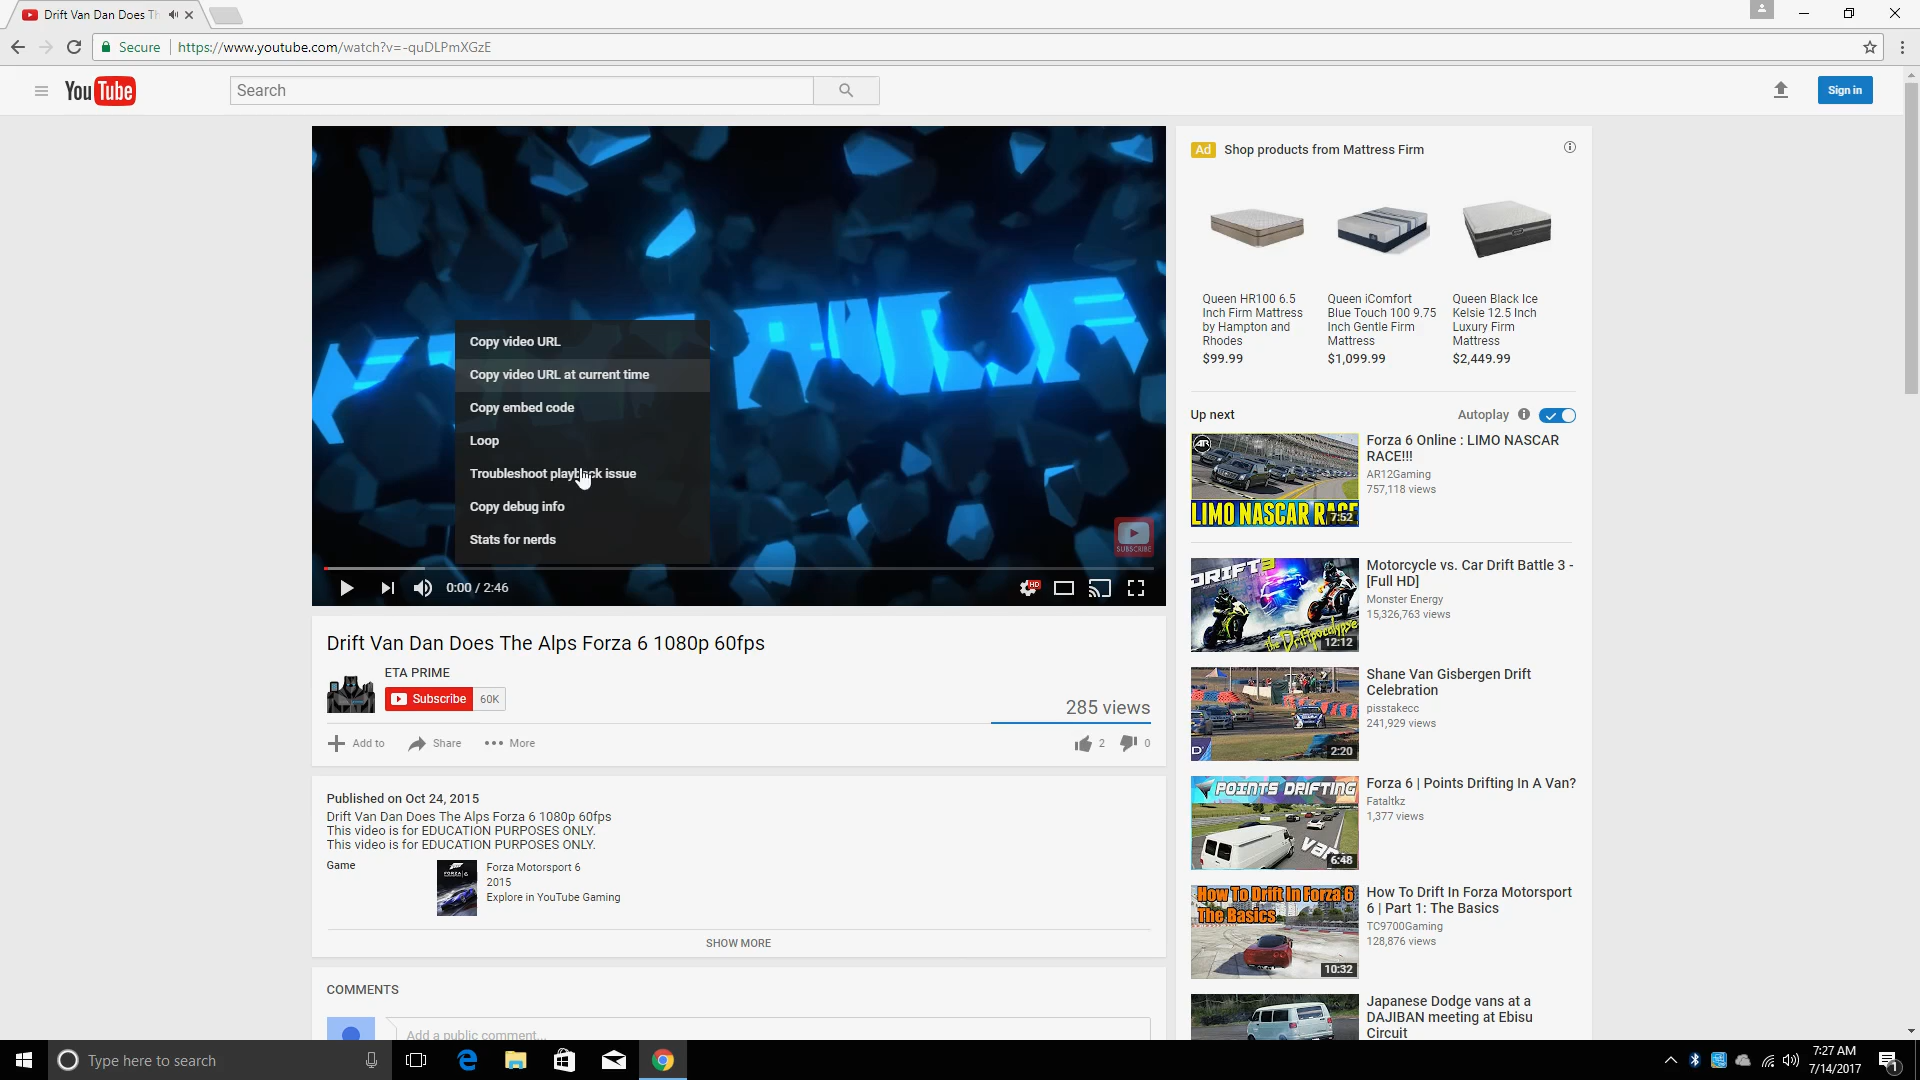 Drift Van Dan Does Th
Secure
https://www.youtube.com/watch?v=-quDLPmXGzE
YouTube
Search
Sign in
Copy video URL
Copy video URL at current time
Copy embed code
Loop
Troubleshoot playback issue
Copy debug info
Stats for nerds
SUBSCRIBE
0:00 / 2:46
HD
Drift Van Dan Does The Alps Forza 6 1080p 60fps
ETA PRIME
Subscribe 60K
285 views
Add to Share More
2 0
Published on Oct 24, 2015
Drift Van Dan Does The Alps Forza 6 1080p 60fps
This video is for EDUCATION PURPOSES ONLY.
This video is for EDUCATION PURPOSES ONLY.
Game
Forza Motorsport 6
2015
Explore in YouTube Gaming
SHOW MORE
COMMENTS
Add a public comment...
Ad Shop products from Mattress Firm
Queen HR100 6.5
Inch Firm Mattress
by Hampton and
Rhodes
$99.99
Queen iComfort
Blue Touch 100 9.75
Inch Gentle Firm
Mattress
$1,099.99
Queen Black Ice
Kelsie 12.5 Inch
Luxury Firm
Mattress
$2,449.99
Up next
Autoplay
LIMO NASCAR RACE
7:52
Forza 6 Online : LIMO NASCAR
RACE!!!
AR12Gaming
757,118 views
DRIFT3
the Driftpocalypse
12:12
Motorcycle vs. Car Drift Battle 3 -
[Full HD]
Monster Energy
15,326,763 views
2:20
Shane Van Gisbergen Drift
Celebration
pisstakecc
241,929 views
POINTS DRIFTING
Van
6:48
Forza 6 | Points Drifting In A Van?
Fataltkz
1,377 views
How To Drift In Forza 6
The Basics
10:32
How To Drift In Forza Motorsport
6 | Part 1: The Basics
TC9700Gaming
128,876 views
Japanese Dodge vans at a
DAJIBAN meeting at Ebisu
Circuit
Type here to search
7:27 AM
7/14/2017
1